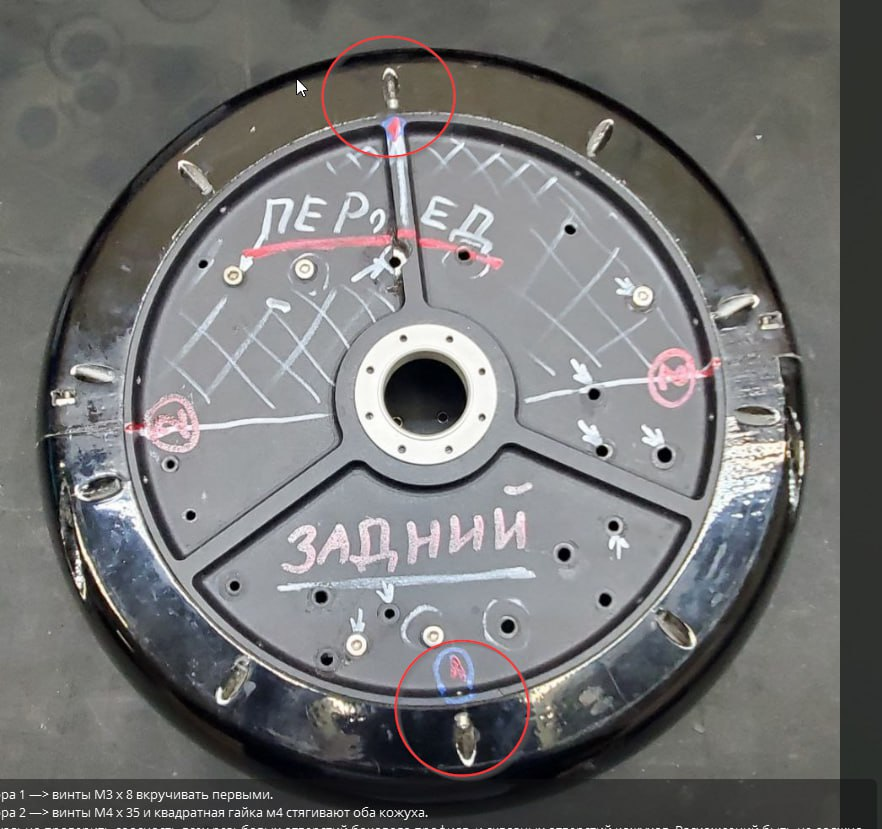 ПЕРЕД
ЗАДНИЙ
ра 1 —> винты М3 х 8 вкручивать первыми.
ра 2 —> винты М4 х 35 и квадратная гайка м4 стягивают оба кожуха.